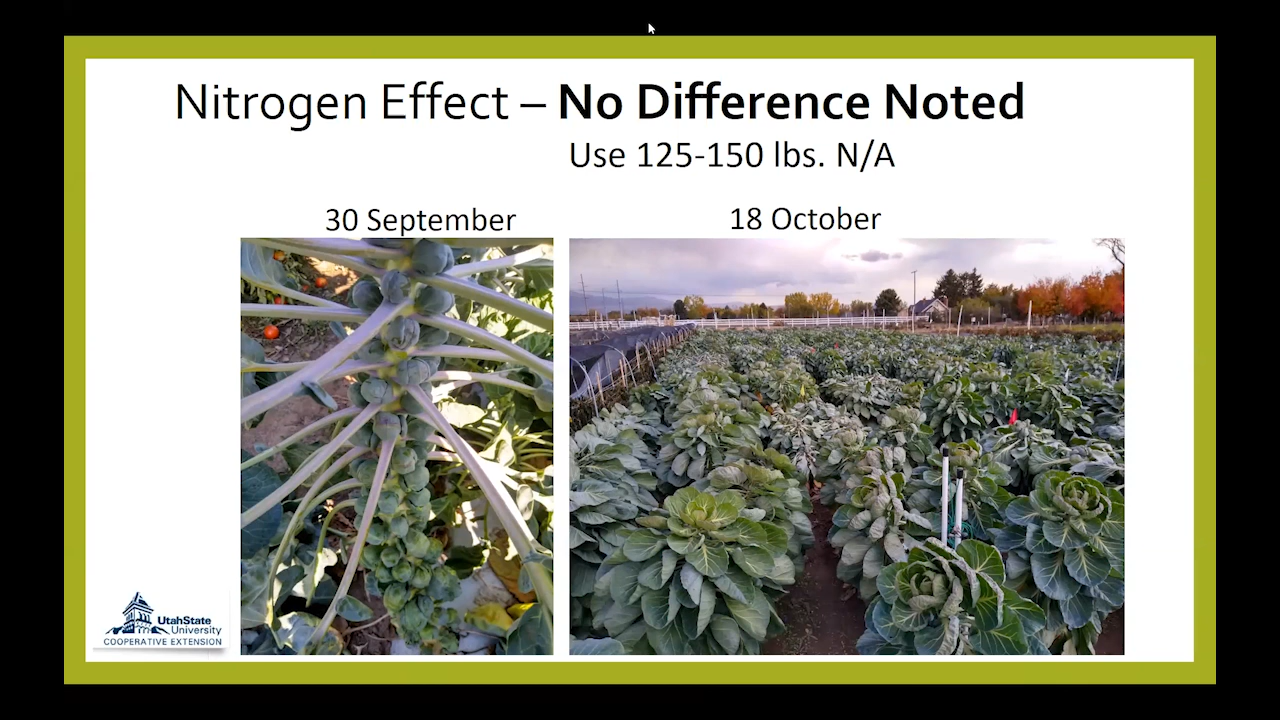 Nitrogen Effect – No Difference Noted
Use 125-150 lbs. N/A
30 September
18 October
UtahState
University
COOPERATIVE EXTENSION